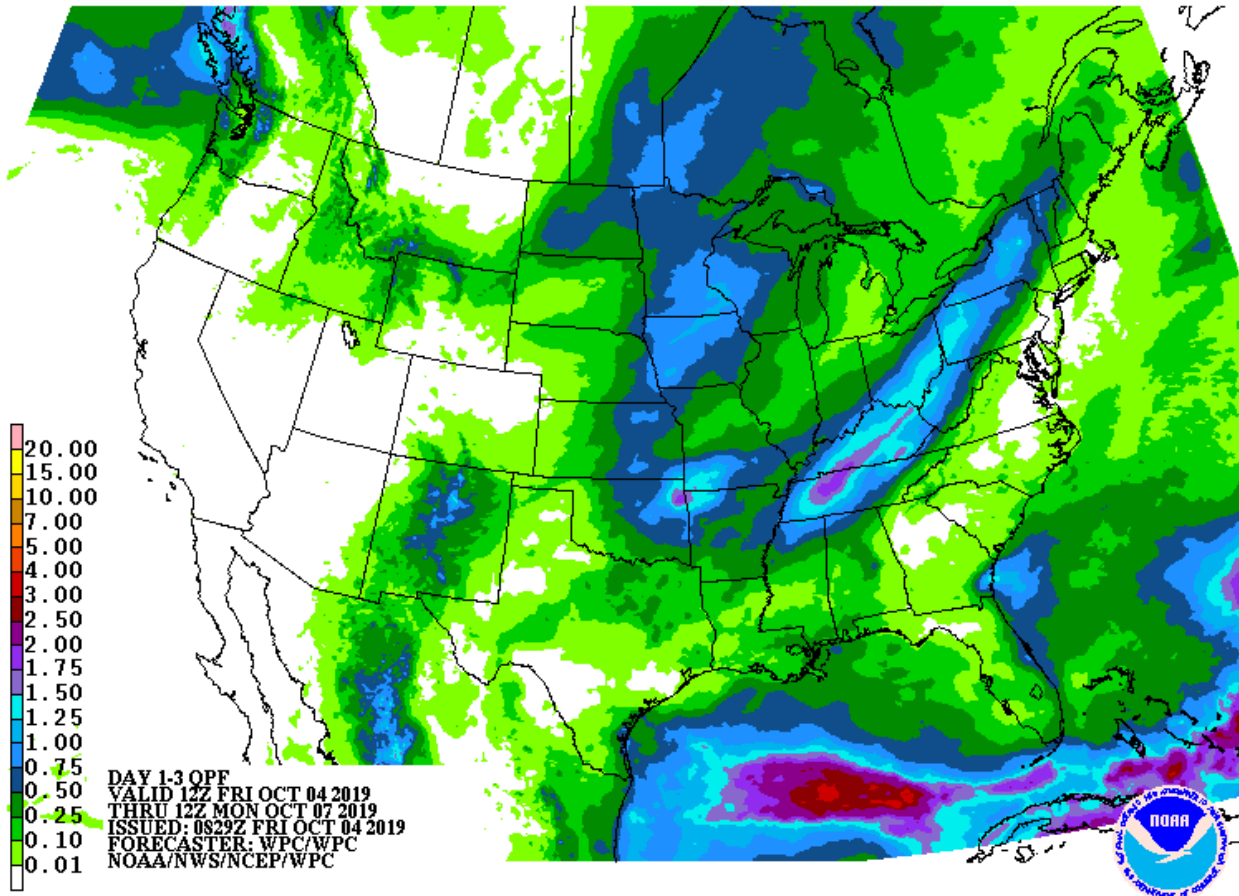 20.00
15.00
10.00
7.00
5.00
4.00
3.00
2.50
2.00
1.75
1.50
1.25
1.00
0.75
0.50
0.25
0.10
0.01
DAY 1-3 QPF
VALID 12Z FRI OCT 04 2019
THRU 12Z MON OCT 07 2019
ISSUED: 0829Z FRI OCT 04 2019
FORECASTER: WPC/WPC
NOAA/NWS/NCEP/WPC
NOAA